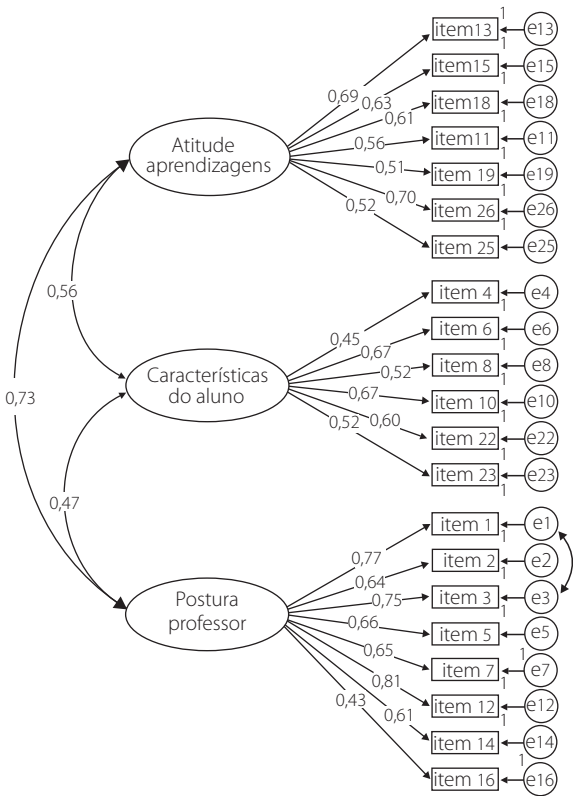 1
item13
e13
1
item15
e15
1
0,69
0,63
item18
e18
0,61
1
Atitude
aprendizagens
0,56
item11
e11
1
0,51
item 19
e19
1
0,70
item 26
e26
0,52
1
item 25
e25
0,56
item 4
e4
1
0,45
item 6
e6
0,67
1
0,52
item 8
e8
1
Características
do aluno
0,67
item 10
e10
1
0,73
0,60
0,52
item 22
e22
1
item 23
e23
1
0,47
item 1
e1
1
0,77
item 2
e2
0,64
1
0,75
item 3
e3
1
Postura
professor
0,66
item 5
e5
0,65
1
item 7
e7
1
0,81
0,43
item 12
e12
1
0,61
item 14
e14
1
item 16
e16